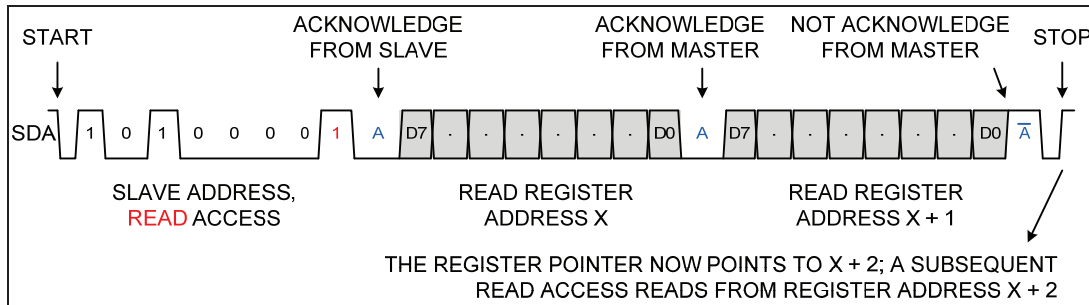 START
ACKNOWLEDGE
FROM SLAVE
ACKNOWLEDGE
FROM MASTER
NOT ACKNOWLEDGE
FROM MASTER
STOP
SDA 1 0 1 0 0 0 0 1 A D7 . . . . . . D0 A D7 . . . . . . D0 A̅
SLAVE ADDRESS,
READ ACCESS
READ REGISTER
ADDRESS X
READ REGISTER
ADDRESS X + 1
THE REGISTER POINTER NOW POINTS TO X + 2; A SUBSEQUENT
READ ACCESS READS FROM REGISTER ADDRESS X + 2